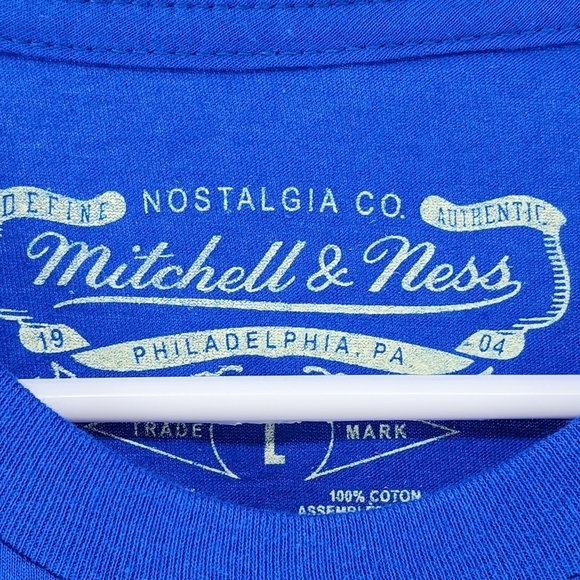 DEFINE NOSTALGIA CO. AUTHENTIC
Mitchell & Ness
19 PHILADELPHIA, PA 04
TRADE L MARK
100% COTON